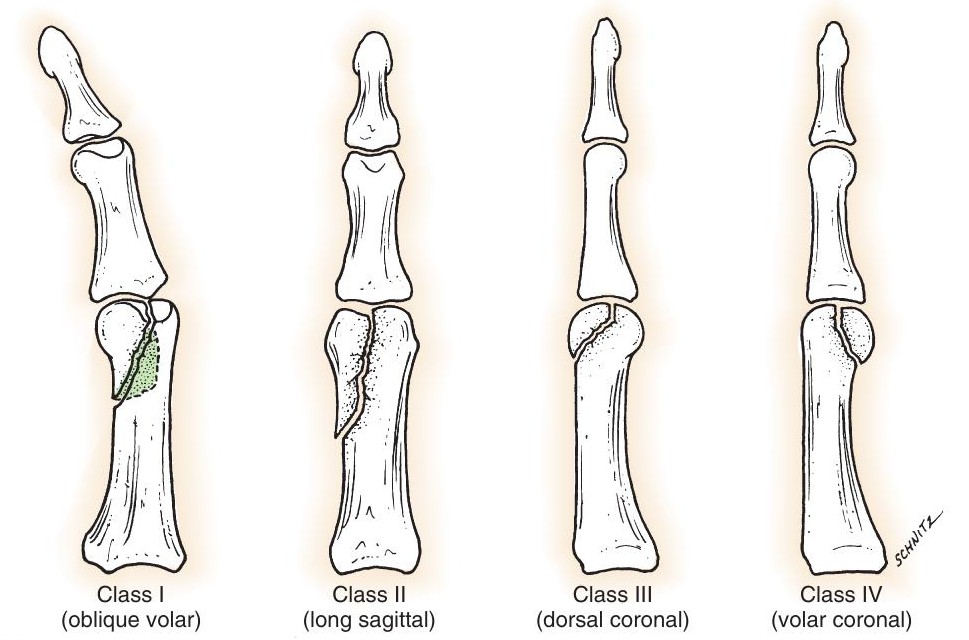 Class I
(oblique volar)
Class II
(long sagittal)
Class III
(dorsal coronal)
Class IV
(volar coronal)
SCHNITZ